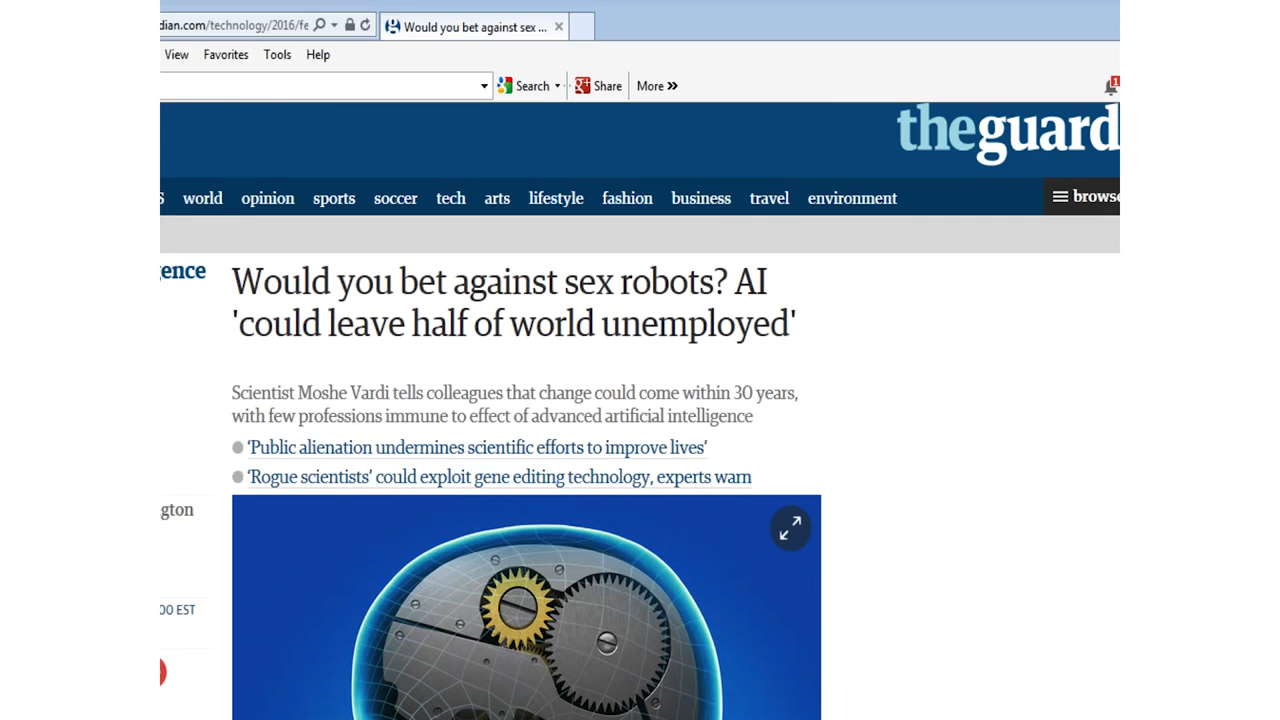 dian.com/technology/2016/fe
Would you bet against sex ...
View Favorites Tools Help
Search Share More »
1
theguard
S world opinion sports soccer tech arts lifestyle fashion business travel environment browse
gence
Would you bet against sex robots? AI
'could leave half of world unemployed'
Scientist Moshe Vardi tells colleagues that change could come within 30 years,
with few professions immune to effect of advanced artificial intelligence
'Public alienation undermines scientific efforts to improve lives'
'Rogue scientists' could exploit gene editing technology, experts warn
gton
00 EST